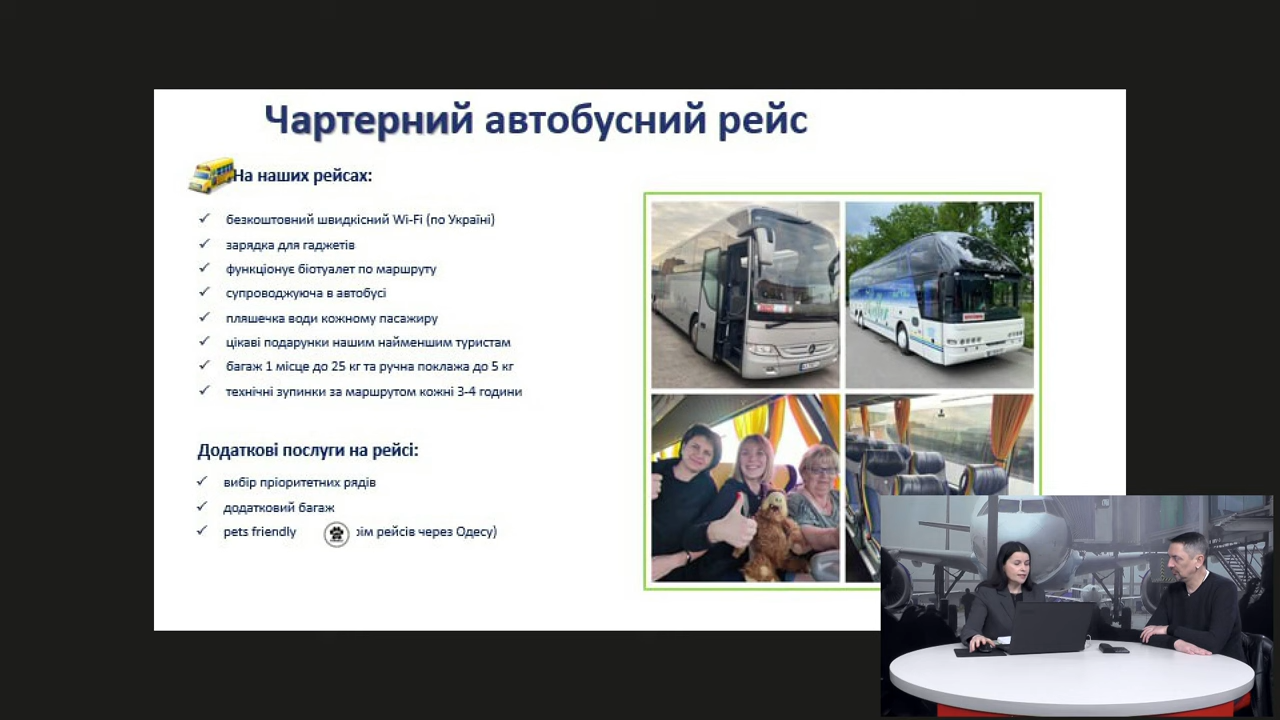 Чартерний автобусний рейс
На наших рейсах:
безкоштовний швидкісний Wi-Fi (по Україні)
зарядка для гаджетів
функціонує біотуалет по маршруту
супроводжуюча в автобусі
пляшечка води кожному пасажиру
цікаві подарунки нашим найменшим туристам
багаж 1 місце до 25 кг та ручна поклажа до 5 кг
технічні зупинки за маршрутом кожні 3-4 години
Додаткові послуги на рейсі:
вибір пріоритетних рядів
додатковий багаж
pets friendly рейсів через Одесу)